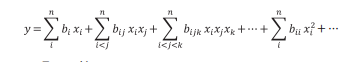 y = \sum_{i}^{n} b_i x_i + \sum_{i<j}^{n} b_{ij} x_i x_j + \sum_{i<j<k}^{n} b_{ijk} x_i x_j x_k + \cdots + \sum_{i}^{n} b_{ii} x_i^2 + \cdots